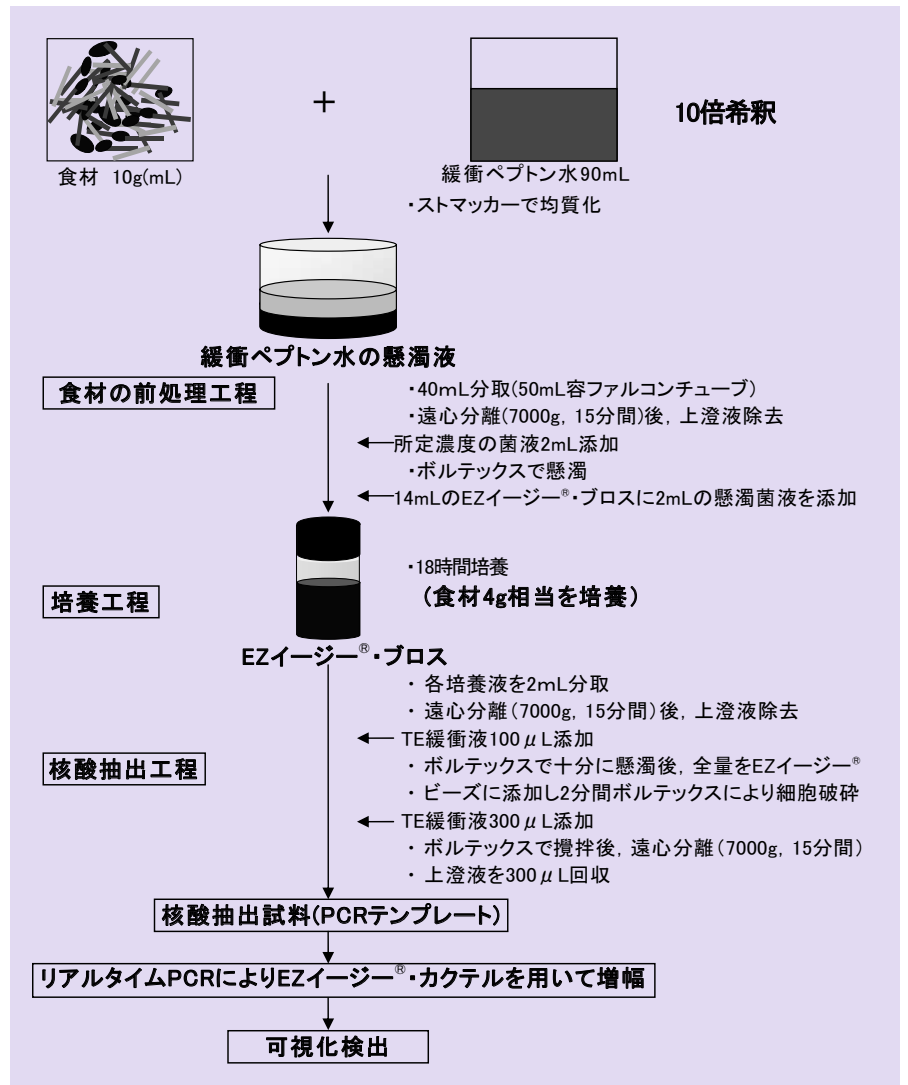 +
10倍希釈
食材 10g(mL)
緩衝ペプトン水90mL
・ストマッカーで均質化
緩衝ペプトン水の懸濁液
食材の前処理工程
・40mL分取(50mL容ファルコンチューブ)
・遠心分離(7000g, 15分間)後, 上澄液除去
所定濃度の菌液2mL添加
・ボルテックスで懸濁
14mLのEZイージー®・ブロスに2mLの懸濁菌液を添加
・18時間培養
(食材4g相当を培養)
培養工程
EZイージー®・ブロス
・ 各培養液を2mL分取
・ 遠心分離(7000g, 15分間)後, 上澄液除去
TE緩衝液100μL添加
核酸抽出工程
・ ボルテックスで十分に懸濁後, 全量をEZイージー®
・ ビーズに添加し2分間ボルテックスにより細胞破砕
TE緩衝液300μL添加
・ ボルテックスで攪拌後, 遠心分離(7000g, 15分間)
・ 上澄液を300μL回収
核酸抽出試料(PCRテンプレート)
リアルタイムPCRによりEZイージー®・カクテルを用いて増幅
可視化検出